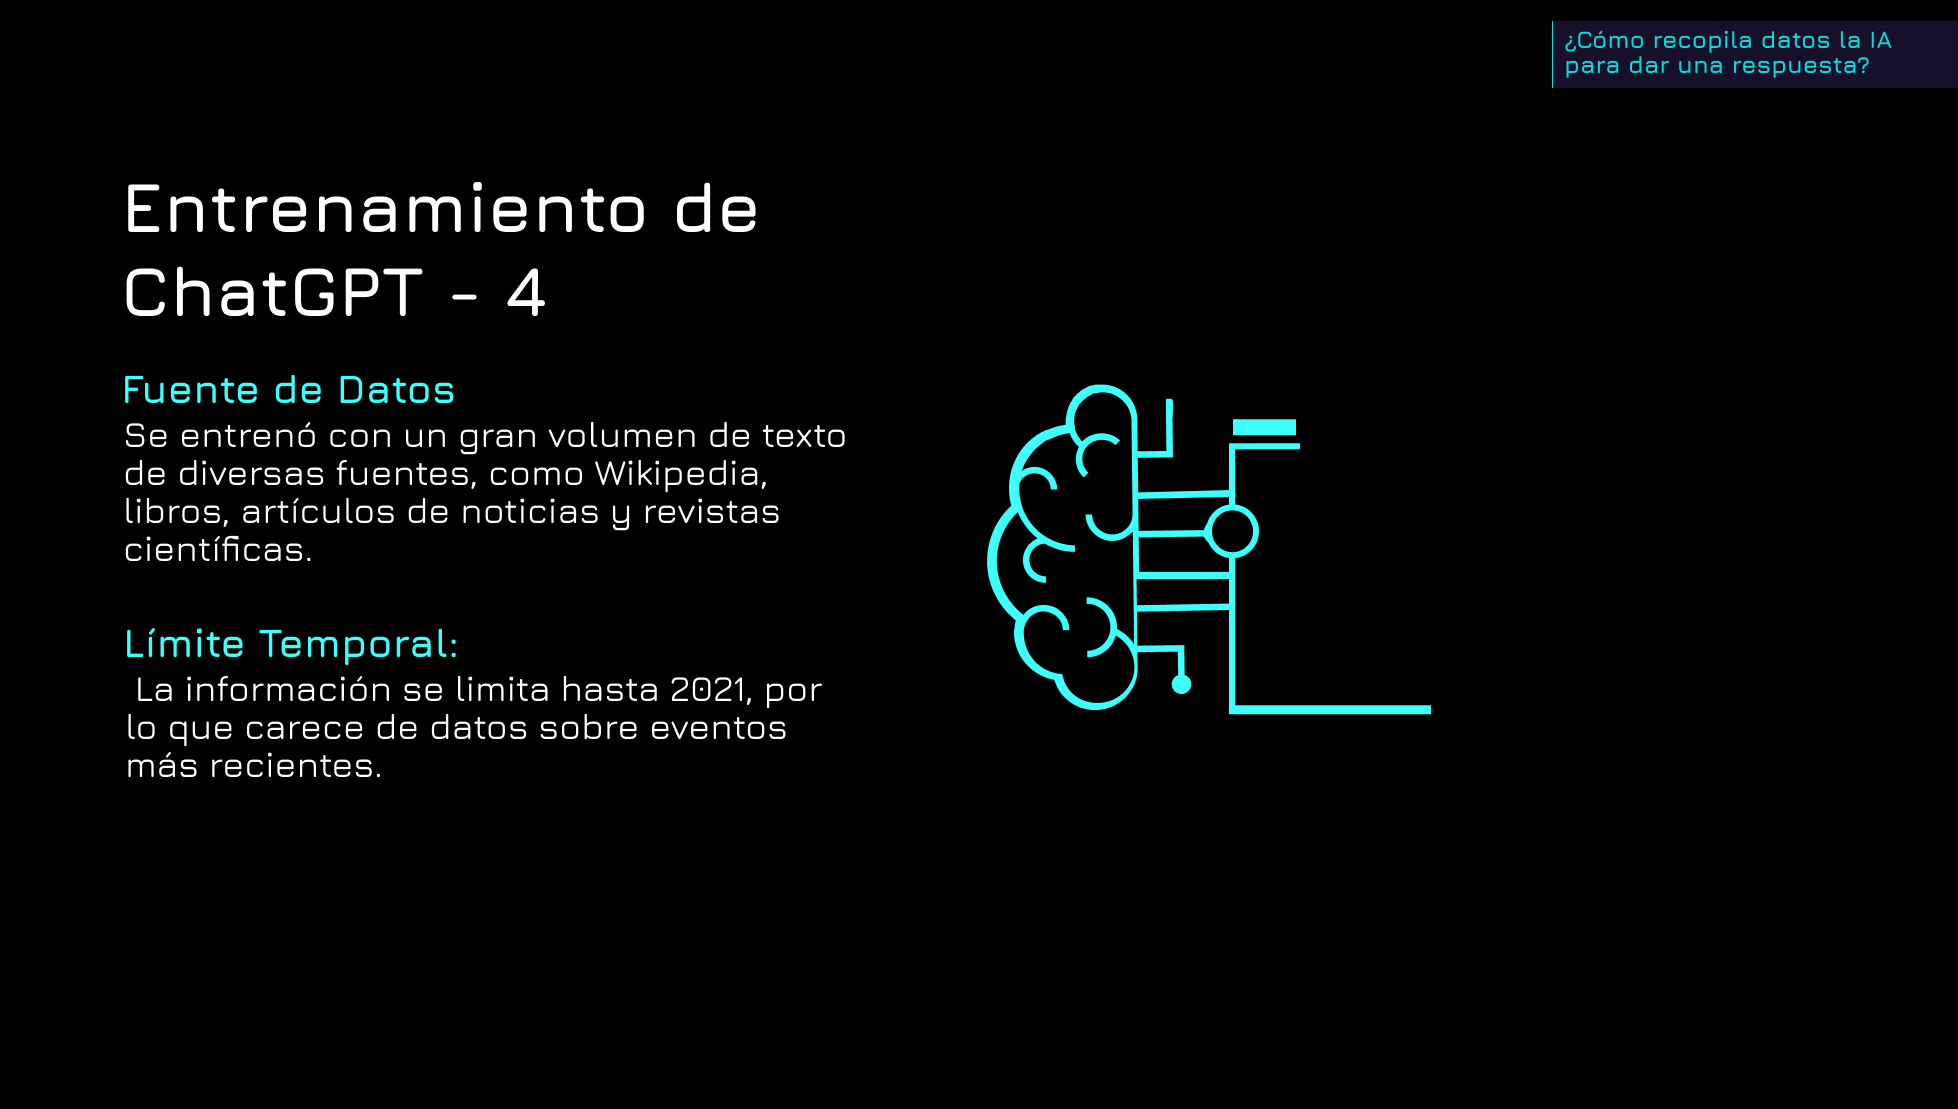 ¿Cómo recopila datos la IA
para dar una respuesta?
Entrenamiento de
ChatGPT - 4
Fuente de Datos
Se entrenó con un gran volumen de texto
de diversas fuentes, como Wikipedia,
libros, artículos de noticias y revistas
científicas.
Límite Temporal:
La información se limita hasta 2021, por
lo que carece de datos sobre eventos
más recientes.